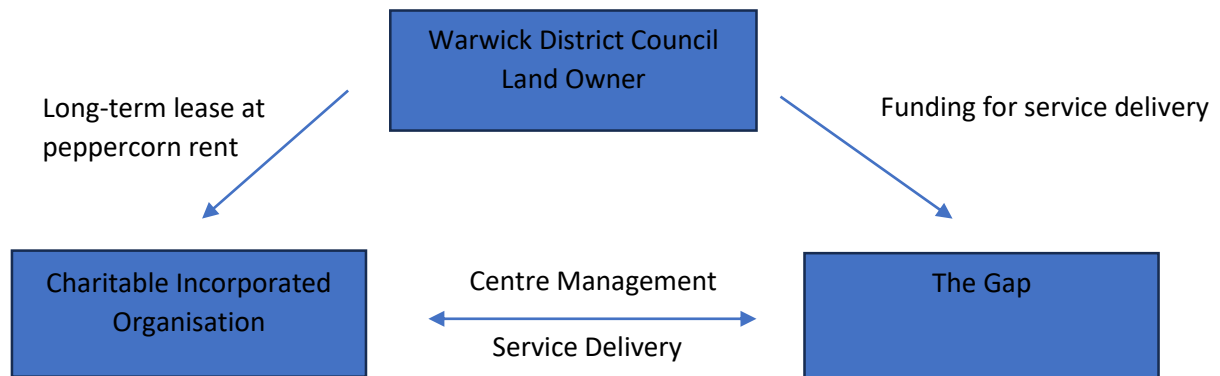 Warwick District Council
Land Owner
Long-term lease at
peppercorn rent
Funding for service delivery
Charitable Incorporated
Organisation
Centre Management
Service Delivery
The Gap